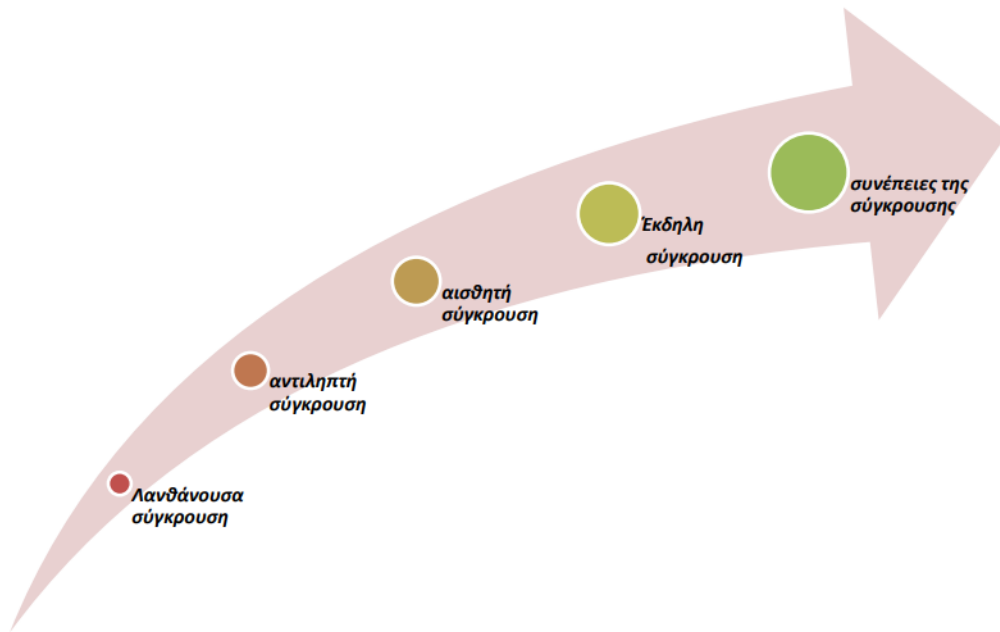 Λανθάνουσα
σύγκρουση
αντιληπτή
σύγκρουση
αισθητή
σύγκρουση
Έκδηλη
σύγκρουση
συνέπειες της
σύγκρουσης